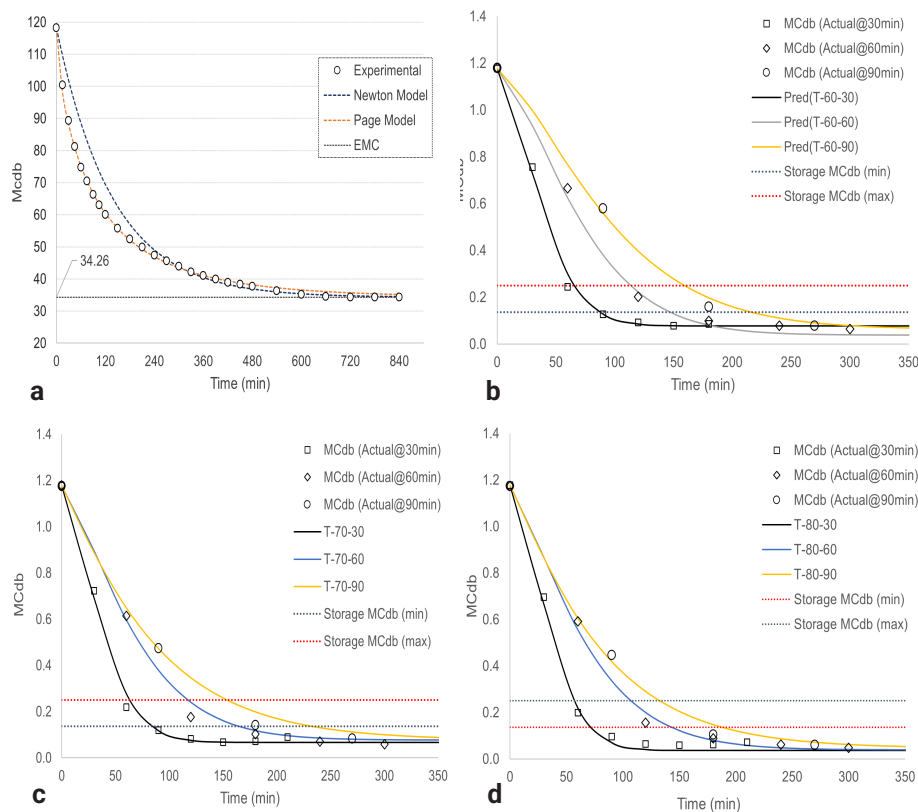 120
110
100
90
80
70
60
50
40
30
20
Mcdb
Experimental
Newton Model
Page Model
EMC
34.26
0 120 240 360 480 600 720 840
Time (min)
a
1.4
1.2
1.0
0.8
0.6
0.4
0.2
0.0
MCdb
MCdb (Actual@30min)
MCdb (Actual@60min)
MCdb (Actual@90min)
Pred(T-60-30)
Pred(T-60-60)
Pred(T-60-90)
Storage MCdb (min)
Storage MCdb (max)
0 50 100 150 200 250 300 350
Time (min)
b
1.4
1.2
1.0
0.8
0.6
0.4
0.2
0.0
MCdb
MCdb (Actual@30min)
MCdb (Actual@60min)
MCdb (Actual@90min)
T-70-30
T-70-60
T-70-90
Storage MCdb (min)
Storage MCdb (max)
0 50 100 150 200 250 300 350
Time (min)
c
1.4
1.2
1.0
0.8
0.6
0.4
0.2
0.0
MCdb
MCdb (Actual@30min)
MCdb (Actual@60min)
MCdb (Actual@90min)
T-80-30
T-80-60
T-80-90
Storage MCdb (min)
Storage MCdb (max)
0 50 100 150 200 250 300 350
Time (min)
d